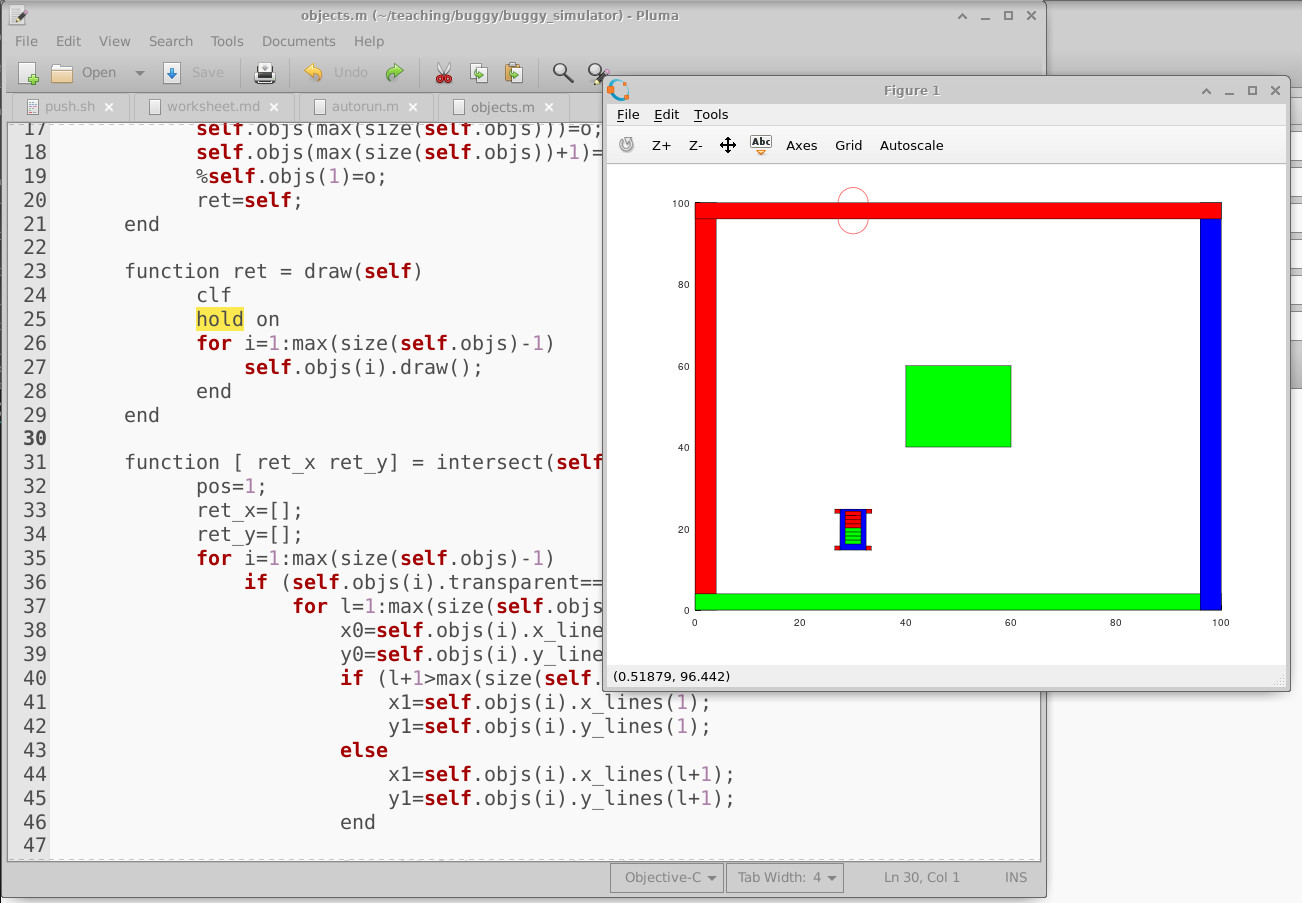 objects.m (~/teaching/buggy/buggy_simulator) - Pluma
File Edit View Search Tools Documents Help
Open Save Undo
push.sh worksheet.md autorun.m objects.m
17 self.objs(max(size(self.objs)))=o;
18 self.objs(max(size(self.objs))+1)=
19 %self.objs(1)=o;
20 ret=self;
21 end
22
23 function ret = draw(self)
24 clf
25 hold on
26 for i=1:max(size(self.objs)-1)
27 self.objs(i).draw();
28 end
29 end
30
31 function [ ret_x ret_y] = intersect(self
32 pos=1;
33 ret_x=[];
34 ret_y=[];
35 for i=1:max(size(self.objs)-1)
36 if (self.objs(i).transparent==
37 for l=1:max(size(self.objs
38 x0=self.objs(i).x_line
39 y0=self.objs(i).y_line
40 if (l+1>max(size(self.
41 x1=self.objs(i).x_lines(1);
42 y1=self.objs(i).y_lines(1);
43 else
44 x1=self.objs(i).x_lines(l+1);
45 y1=self.objs(i).y_lines(l+1);
46 end
47
Objective-C Tab Width: 4 Ln 30, Col 1 INS
Figure 1
File Edit Tools
Z+ Z- Abc Axes Grid Autoscale
100
80
60
40
20
0
0 20 40 60 80 100
(0.51879, 96.442)